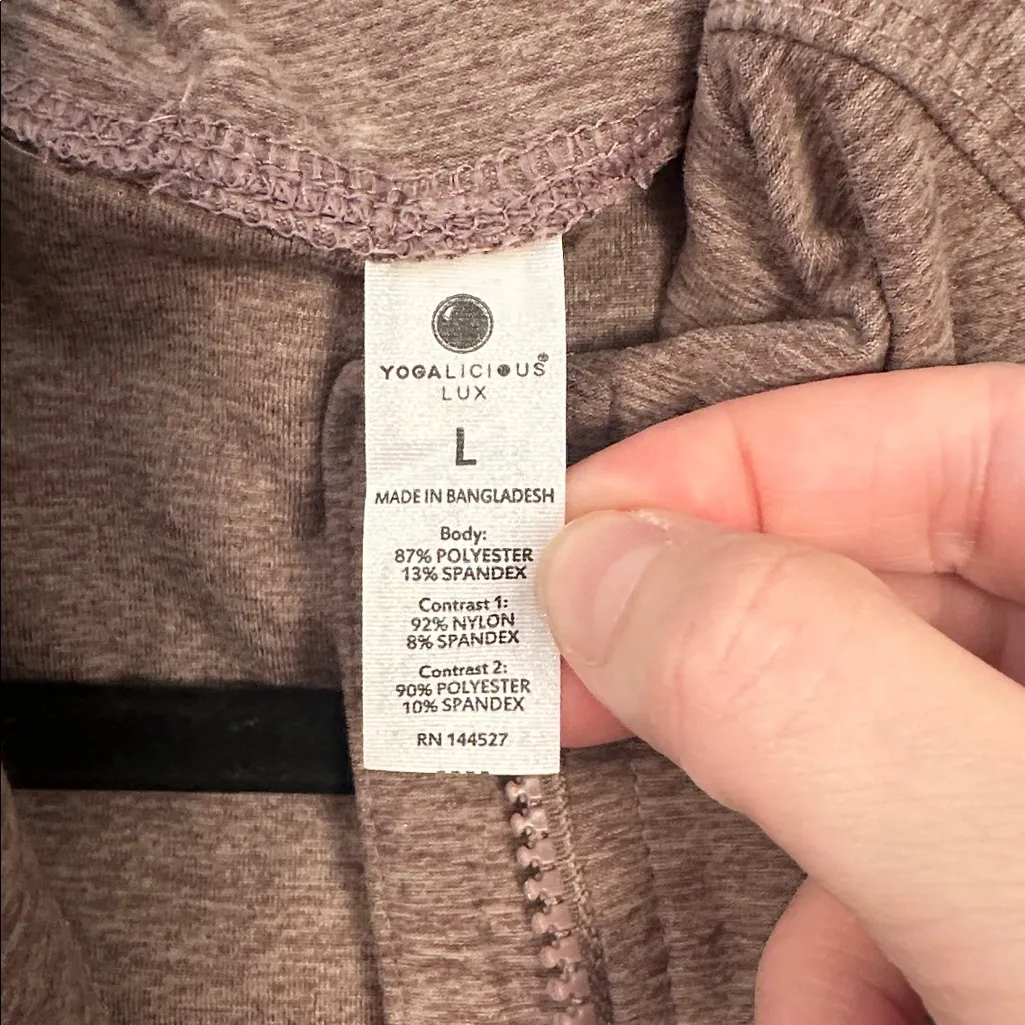 YOGALICIOUS®
LUX
L
MADE IN BANGLADESH
Body:
87% POLYESTER
13% SPANDEX
Contrast 1:
92% NYLON
8% SPANDEX
Contrast 2:
90% POLYESTER
10% SPANDEX
RN 144527